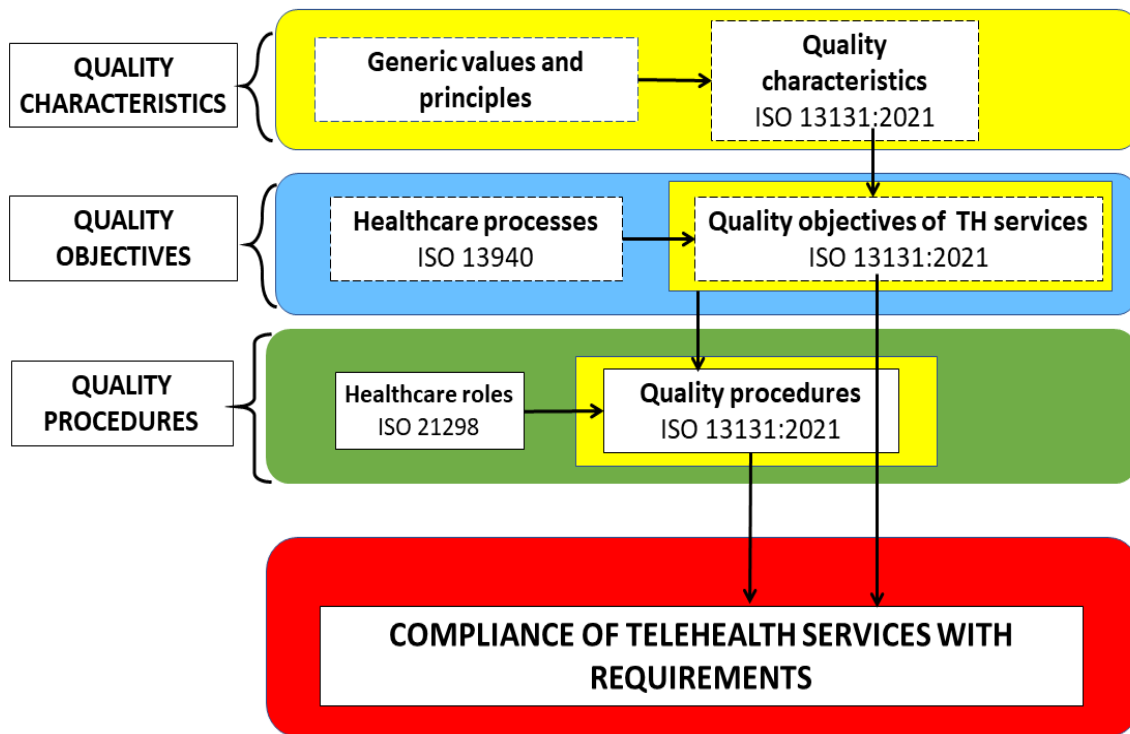 QUALITY
CHARACTERISTICS
Generic values and
principles
Quality
characteristics
ISO 13131:2021
QUALITY
OBJECTIVES
Healthcare processes
ISO 13940
Quality objectives of TH services
ISO 13131:2021
QUALITY
PROCEDURES
Healthcare roles
ISO 21298
Quality procedures
ISO 13131:2021
COMPLIANCE OF TELEHEALTH SERVICES WITH
REQUIREMENTS